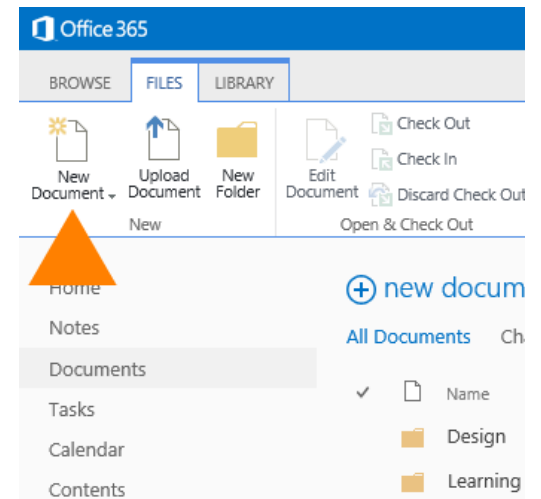 Office 365
BROWSE FILES LIBRARY
New Document
Upload Document
New Folder
Edit Document
Check Out
Check In
Discard Check Out
New
Open & Check Out
Home
Notes
Documents
Tasks
Calendar
Contents
new docum
All Documents Ch
Name
Design
Learning